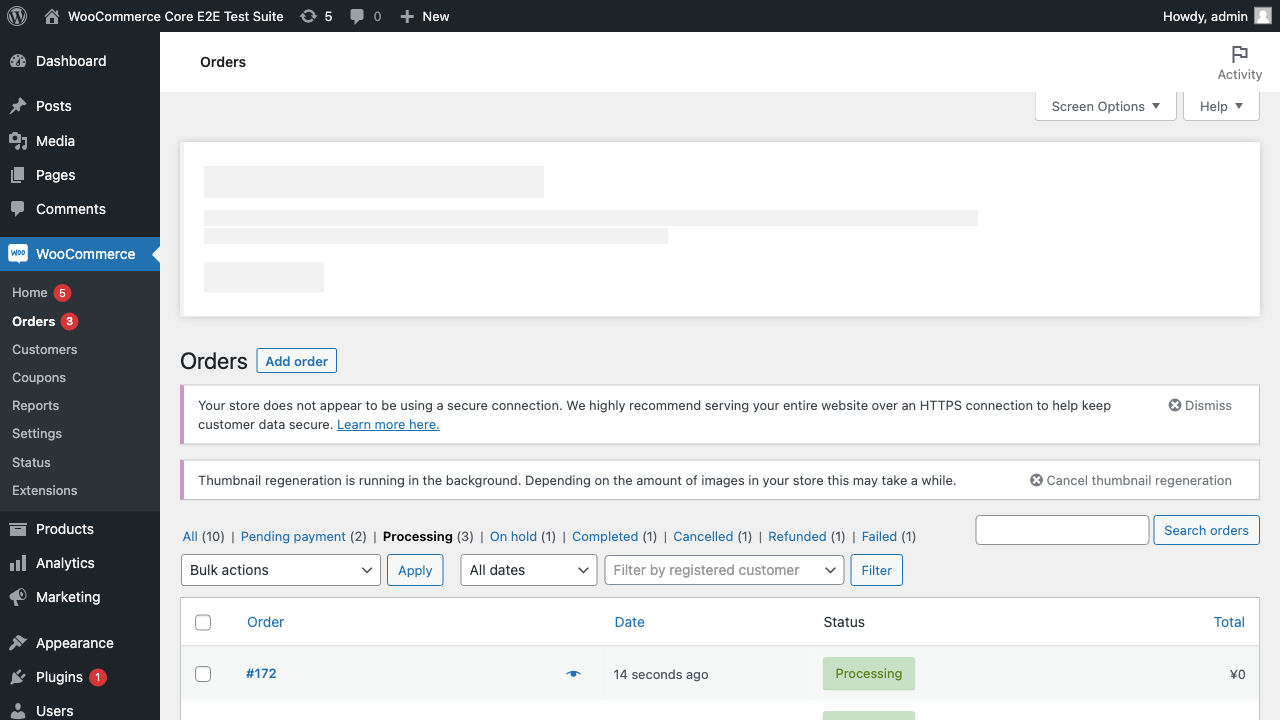 WooCommerce Core E2E Test Suite 5 0 New Howdy, admin
Dashboard
Posts
Media
Pages
Comments
woo WooCommerce
Home 5
Orders 3
Customers
Coupons
Reports
Settings
Status
Extensions
Products
Analytics
Marketing
Appearance
Plugins 1
Users
Orders
Activity
Screen Options
Help
Orders Add order
Your store does not appear to be using a secure connection. We highly recommend serving your entire website over an HTTPS connection to help keep
customer data secure. Learn more here.
Dismiss
Thumbnail regeneration is running in the background. Depending on the amount of images in your store this may take a while. Cancel thumbnail regeneration
All (10) | Pending payment (2) | Processing (3) | On hold (1) | Completed (1) | Cancelled (1) | Refunded (1) | Failed (1)
Search orders
Bulk actions Apply All dates Filter by registered customer Filter
Order Date Status Total
#172 14 seconds ago Processing ¥0